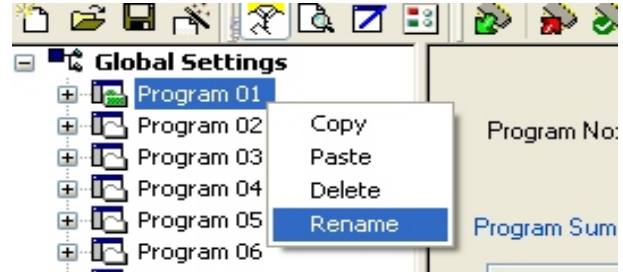 Global Settings
Program 01
Program 02
Program 03
Program 04
Program 05
Program 06
Copy
Paste
Delete
Rename
Program No:
Program Sum